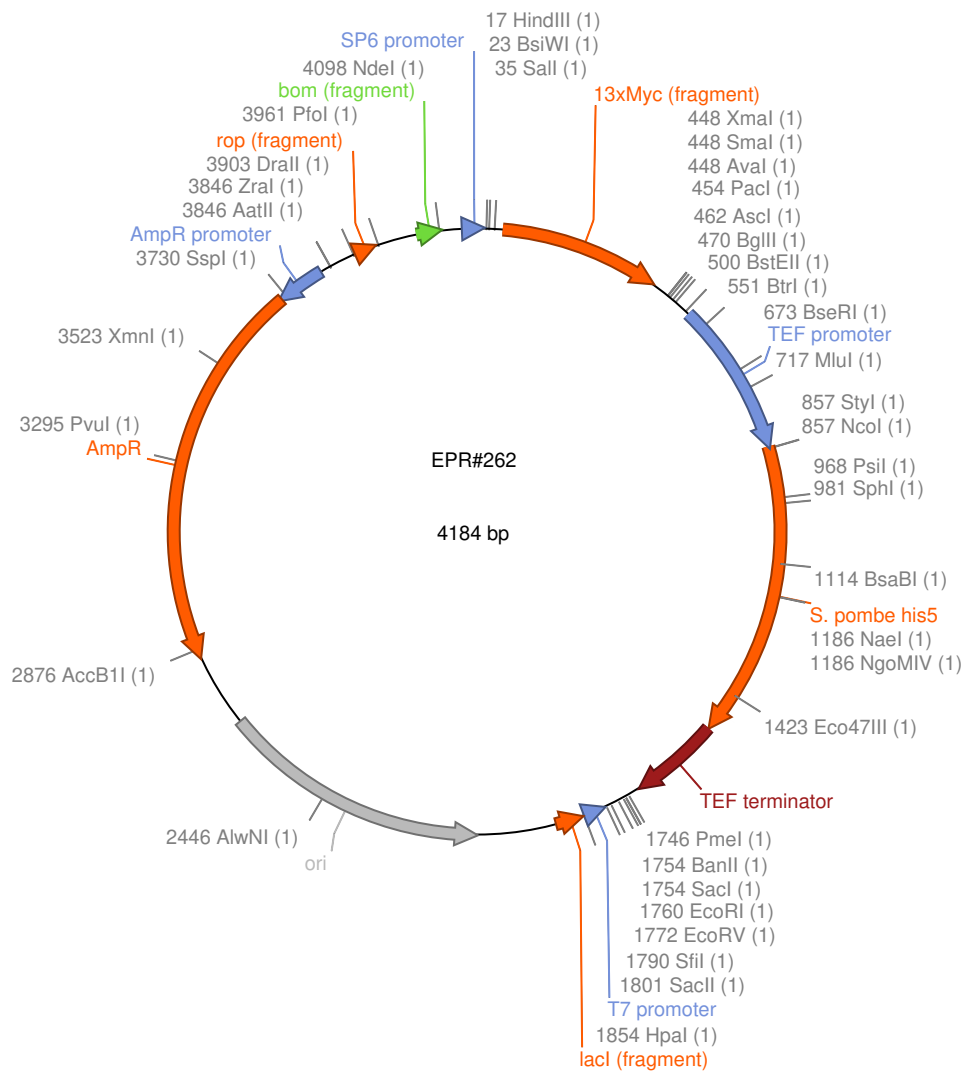 17 HindIII (1)
SP6 promoter
23 BsiWI (1)
4098 NdeI (1)
35 SalI (1)
bom (fragment)
13xMyc (fragment)
3961 PfoI (1)
448 XmaI (1)
rop (fragment)
448 SmaI (1)
3903 DraII (1)
448 AvaI (1)
3846 ZraI (1)
454 PacI (1)
3846 AatII (1)
462 AscI (1)
AmpR promoter
470 BglII (1)
3730 SspI (1)
500 BstEII (1)
551 BtrI (1)
673 BseRI (1)
3523 XmnI (1)
TEF promoter
717 MluI (1)
857 StyI (1)
3295 PvuI (1)
857 NcoI (1)
AmpR
EPR#262
968 PsiI (1)
981 SphI (1)
4184 bp
1114 BsaBI (1)
S. pombe his5
1186 NaeI (1)
1186 NgoMIV (1)
2876 AccB1I (1)
1423 Eco47III (1)
TEF terminator
2446 AlwNI (1)
1746 PmeI (1)
ori
1754 BanII (1)
1754 SacI (1)
1760 EcoRI (1)
1772 EcoRV (1)
1790 SfiI (1)
1801 SacII (1)
T7 promoter
1854 HpaI (1)
lacI (fragment)